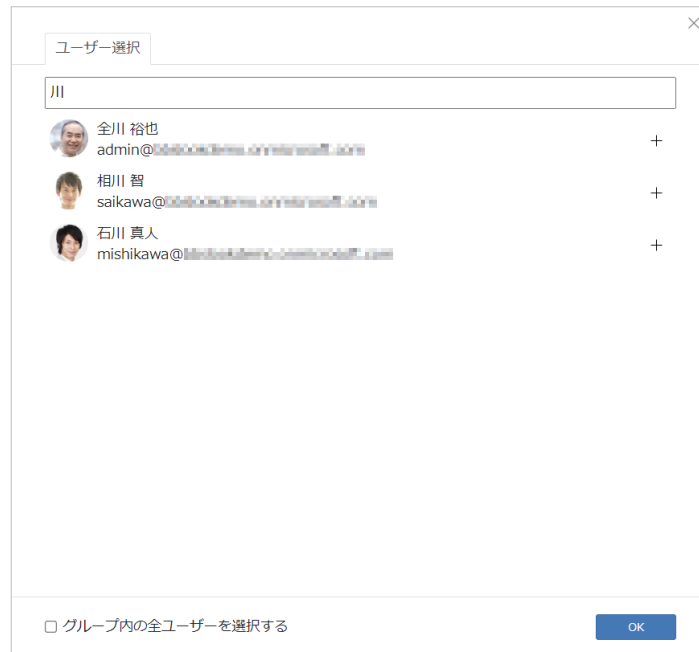 ユーザー選択
川
全川 裕也
admin@
相川 智
saikawa@
石川 真人
mishikawa@
グループ内の全ユーザーを選択する
OK